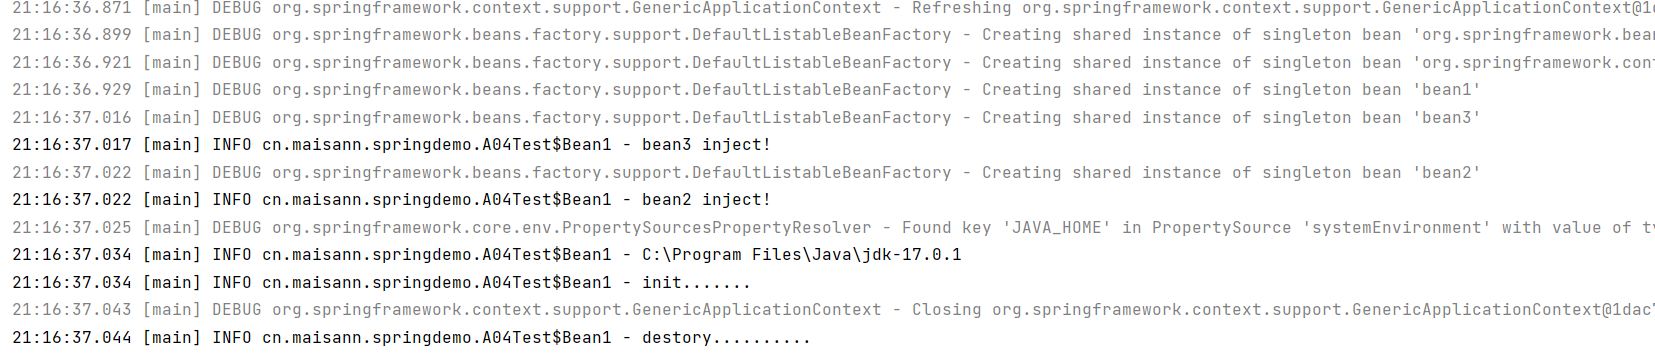 21:16:36.871 [main] DEBUG org.springframework.context.support.GenericApplicationContext - Refreshing org.springframework.context.support.GenericApplicationContext@1d
21:16:36.899 [main] DEBUG org.springframework.beans.factory.support.DefaultListableBeanFactory - Creating shared instance of singleton bean 'org.springframework.bea
21:16:36.921 [main] DEBUG org.springframework.beans.factory.support.DefaultListableBeanFactory - Creating shared instance of singleton bean 'org.springframework.con
21:16:36.929 [main] DEBUG org.springframework.beans.factory.support.DefaultListableBeanFactory - Creating shared instance of singleton bean 'bean1'
21:16:37.016 [main] DEBUG org.springframework.beans.factory.support.DefaultListableBeanFactory - Creating shared instance of singleton bean 'bean3'
21:16:37.017 [main] INFO cn.maisann.springdemo.A04Test$Bean1 - bean3 inject!
21:16:37.022 [main] DEBUG org.springframework.beans.factory.support.DefaultListableBeanFactory - Creating shared instance of singleton bean 'bean2'
21:16:37.022 [main] INFO cn.maisann.springdemo.A04Test$Bean1 - bean2 inject!
21:16:37.025 [main] DEBUG org.springframework.core.env.PropertySourcesPropertyResolver - Found key 'JAVA_HOME' in PropertySource 'systemEnvironment' with value of ty
21:16:37.034 [main] INFO cn.maisann.springdemo.A04Test$Bean1 - C:\Program Files\Java\jdk-17.0.1
21:16:37.034 [main] INFO cn.maisann.springdemo.A04Test$Bean1 - init.......
21:16:37.043 [main] DEBUG org.springframework.context.support.GenericApplicationContext - Closing org.springframework.context.support.GenericApplicationContext@1dac
21:16:37.044 [main] INFO cn.maisann.springdemo.A04Test$Bean1 - destory..........